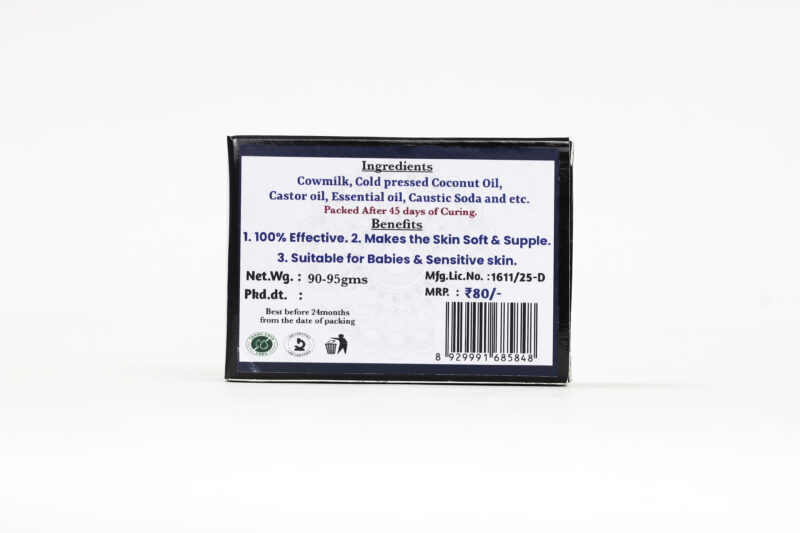 Ingredients
Cowmilk, Cold pressed Coconut Oil,
Castor oil, Essential oil, Caustic Soda and etc.
Packed After 45 days of Curing.
Benefits
1. 100% Effective. 2. Makes the Skin Soft & Supple.
3. Suitable for Babies & Sensitive skin.
Net.Wg. : 90-95gms
Mfg.Lic.No. :1611/25-D
Pkd.dt. :
MRP. : ₹80/-
Best before 24months
from the date of packing
8 929991 685848